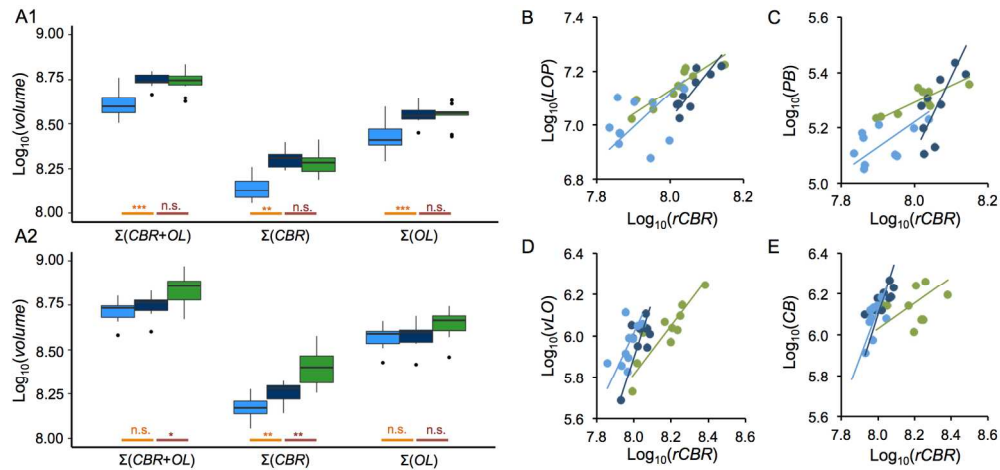 A1
Log10(volume)
9.00
8.75
8.50
8.25
8.00
*** n.s. ** n.s. *** n.s.
Σ(CBR+OL) Σ(CBR) Σ(OL)
A2
Log10(volume)
9.00
8.75
8.50
8.25
8.00
n.s. * ** ** n.s. n.s.
Σ(CBR+OL) Σ(CBR) Σ(OL)
B
Log10(LOP)
7.4
7.2
7.0
6.8
7.8 8.0 8.2
Log10(rCBR)
C
Log10(PB)
5.6
5.4
5.2
5.0
7.8 8.0 8.2
Log10(rCBR)
D
Log10(vLO)
6.4
6.2
6.0
5.8
5.6
7.8 8.0 8.2 8.4 8.6
Log10(rCBR)
E
Log10(CB)
6.4
6.2
6.0
5.8
5.6
7.8 8.0 8.2 8.4 8.6
Log10(rCBR)